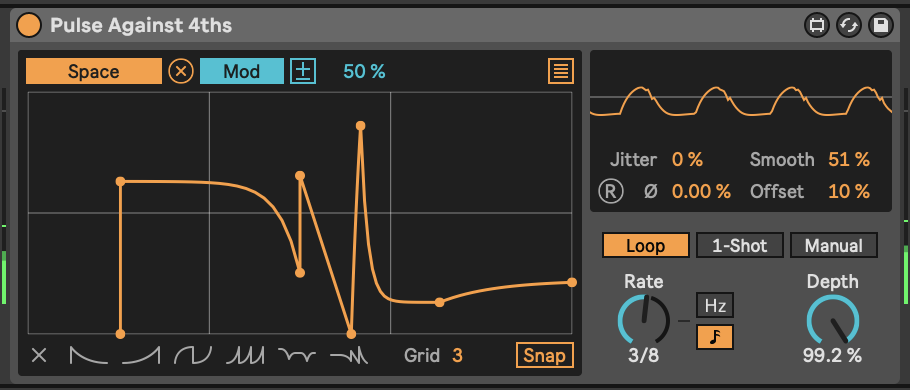 Pulse Against 4ths
Space Mod ± 50 %
Jitter 0 % Smooth 51 %
R Ø 0.00 % Offset 10 %
Loop 1-Shot Manual
Rate Depth
Hz
3/8 99.2 %
Grid 3 Snap